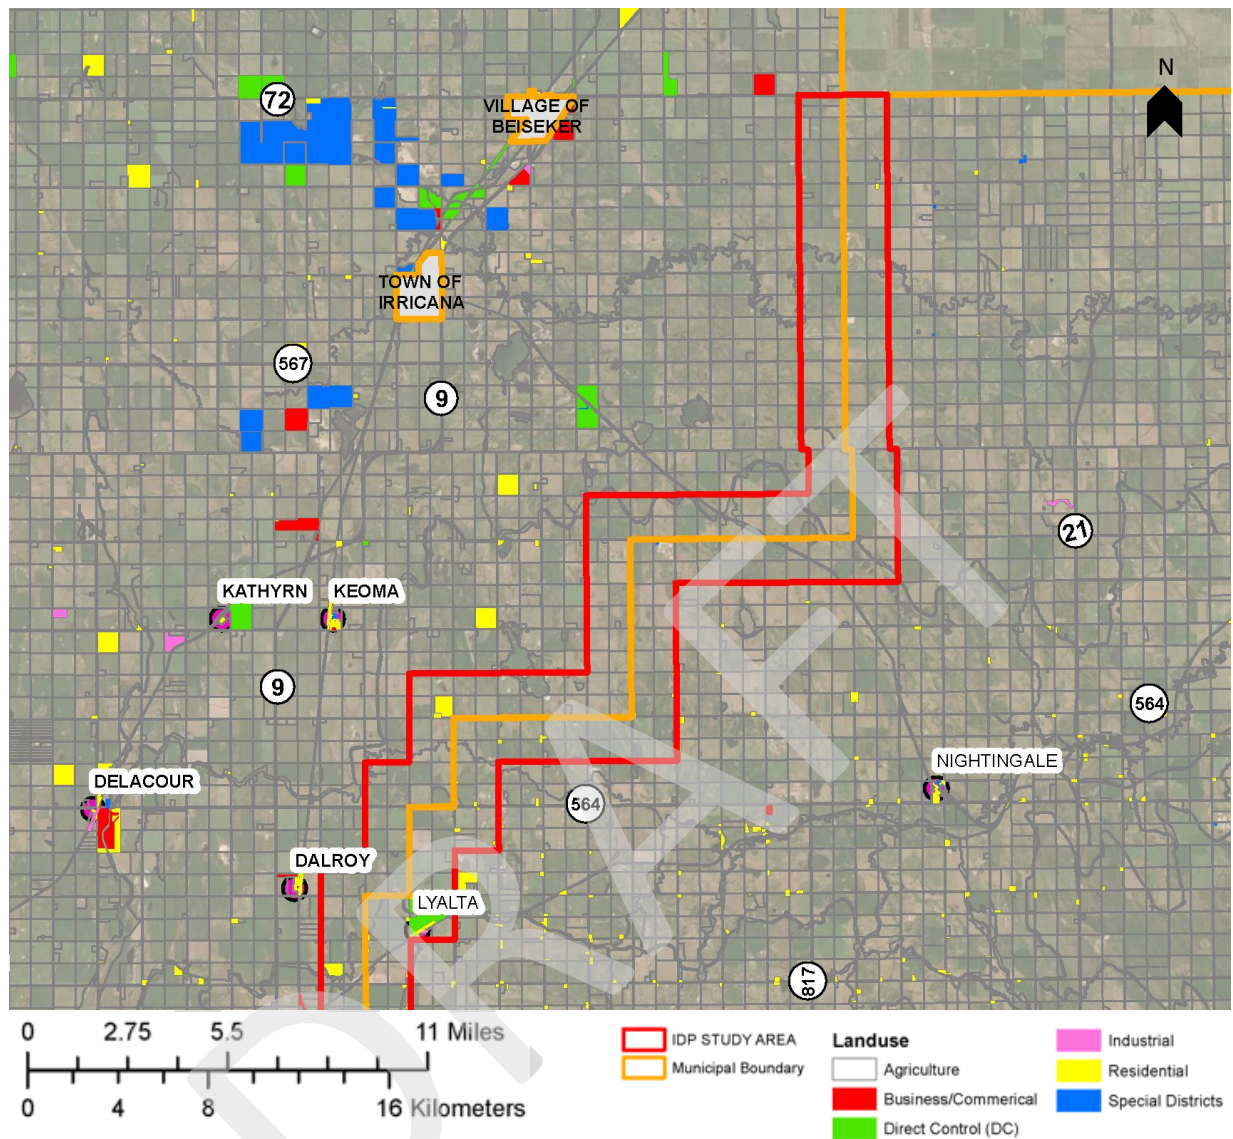 N
72
VILLAGE OF
BEISEKER
TOWN OF
IRRICANA
567
9
21
KATHYRN
KEOMA
9
564
NIGHTINGALE
DELACOUR
564
DALROY
LYALTA
817
DRAFT
0 2.75 5.5 11 Miles
0 4 8 16 Kilometers
IDP STUDY AREA
Municipal Boundary
Landuse
Agriculture
Business/Commerical
Direct Control (DC)
Industrial
Residential
Special Districts